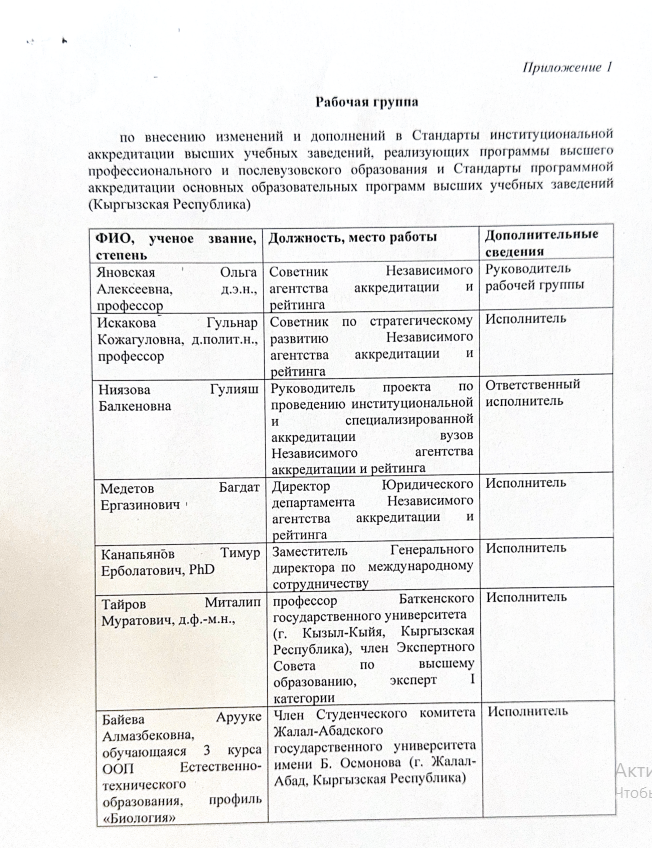 Приложение 1
Рабочая группа
по внесению изменений и дополнений в Стандарты институциональной
аккредитации высших учебных заведений, реализующих программы высшего
профессионального и послевузовского образования и Стандарты программной
аккредитации основных образовательных программ высших учебных заведений
(Кыргызская Республика)
ФИО, ученое звание,
степень
Должность, место работы
Дополнительные
сведения
Яновская Ольга
Алексеевна, д.э.н.,
профессор
Советник Независимого
агентства аккредитации и
рейтинга
Руководитель
рабочей группы
Искакова Гульнар
Кожагуловна, д.полит.н.,
профессор
Советник по стратегическому
развитию Независимого
агентства аккредитации и
рейтинга
Исполнитель
Ниязова Гулияш
Балкеновна
Руководитель проекта по
проведению институциональной
и специализированной
аккредитации вузов
Независимого агентства
аккредитации и рейтинга
Ответственный
исполнитель
Медетов Багдат
Ергазинович
Директор Юридического
департамента Независимого
агентства аккредитации и
рейтинга
Исполнитель
Канапьянов Тимур
Ерболатович, PhD
Заместитель Генерального
директора по международному
сотрудничеству
Исполнитель
Тайров Миталип
Муратович, д.ф.-м.н.,
профессор Баткенского
государственного университета
(г. Кызыл-Кыйя, Кыргызская
Республика), член Экспертного
Совета по высшему
образованию, эксперт I
категории
Исполнитель
Байева Арууке
Алмазбековна,
обучающаяся 3 курса
ООП Естественно-
технического
образования, профиль
«Биология»
Член Студенческого комитета
Жалал-Абадского
государственного университета
имени Б. Осмонова (г. Жалал-
Абад, Кыргызская Республика)
Исполнитель
Акти
Чтобы